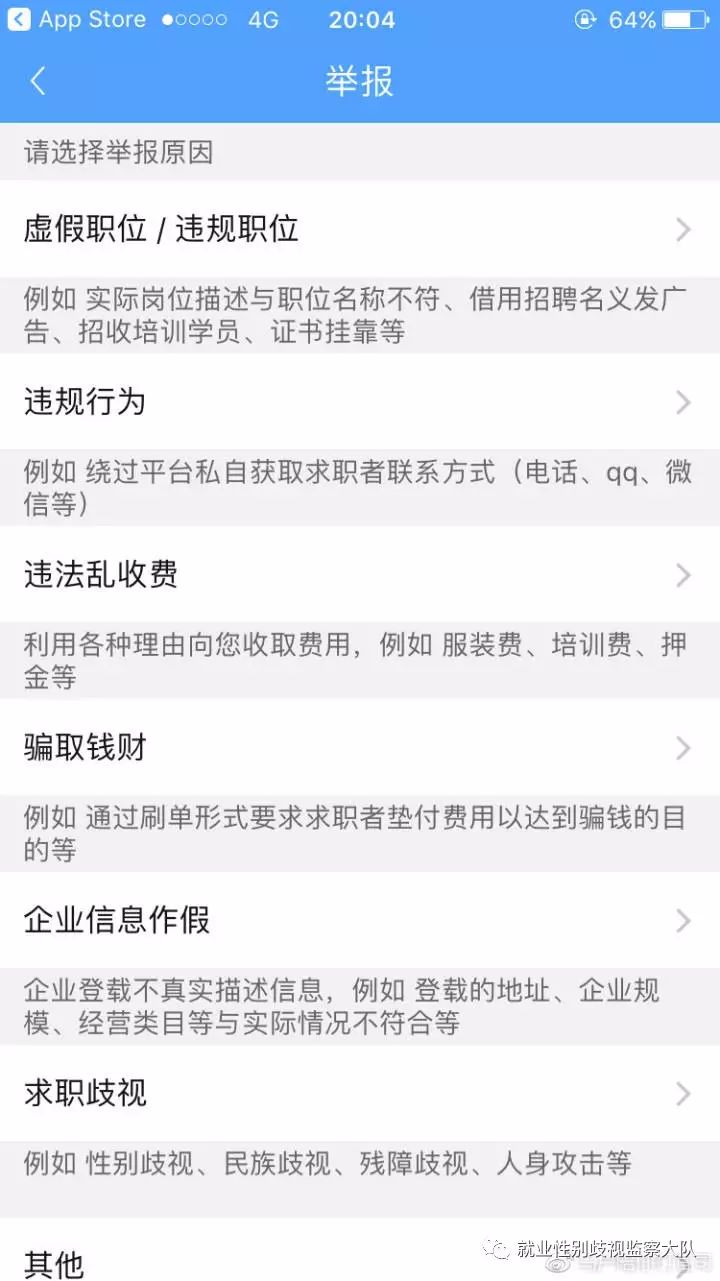 App Store 4G 20:04 64%
举报
请选择举报原因
虚假职位 / 违规职位
例如 实际岗位描述与职位名称不符、借用招聘名义发广
告、招收培训学员、证书挂靠等
违规行为
例如 绕过平台私自获取求职者联系方式（电话、qq、微
信等）
违法乱收费
利用各种理由向您收取费用，例如 服装费、培训费、押
金等
骗取钱财
例如 通过刷单形式要求求职者垫付费用以达到骗钱的目
的等
企业信息作假
企业登载不真实描述信息，例如 登载的地址、企业规
模、经营类目等与实际情况不符合等
求职歧视
例如 性别歧视、民族歧视、残障歧视、人身攻击等
其他
就业性别歧视监察大队